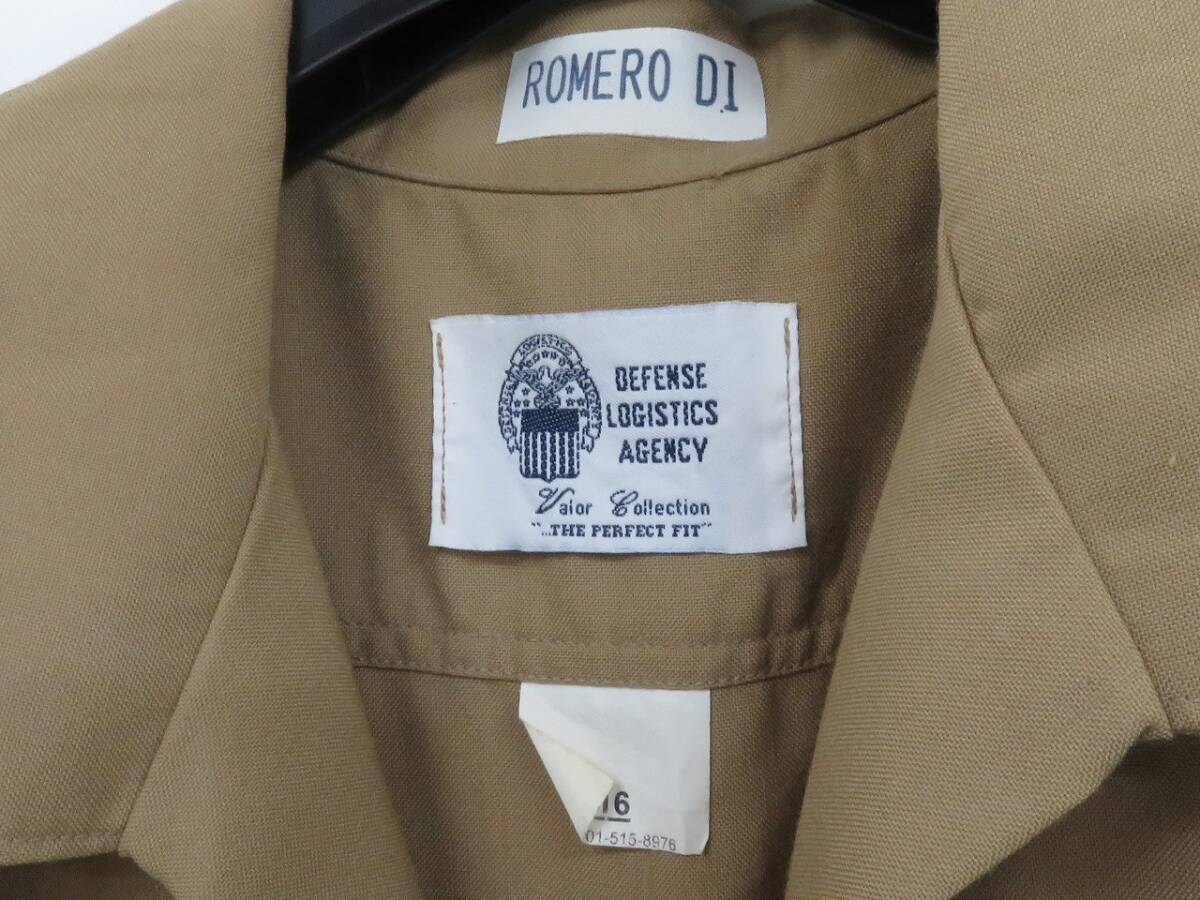 ROMERO D.I
DEFENSE
LOGISTICS
AGENCY
Valor Collection
"...THE PERFECT FIT"
16
01-515-8976